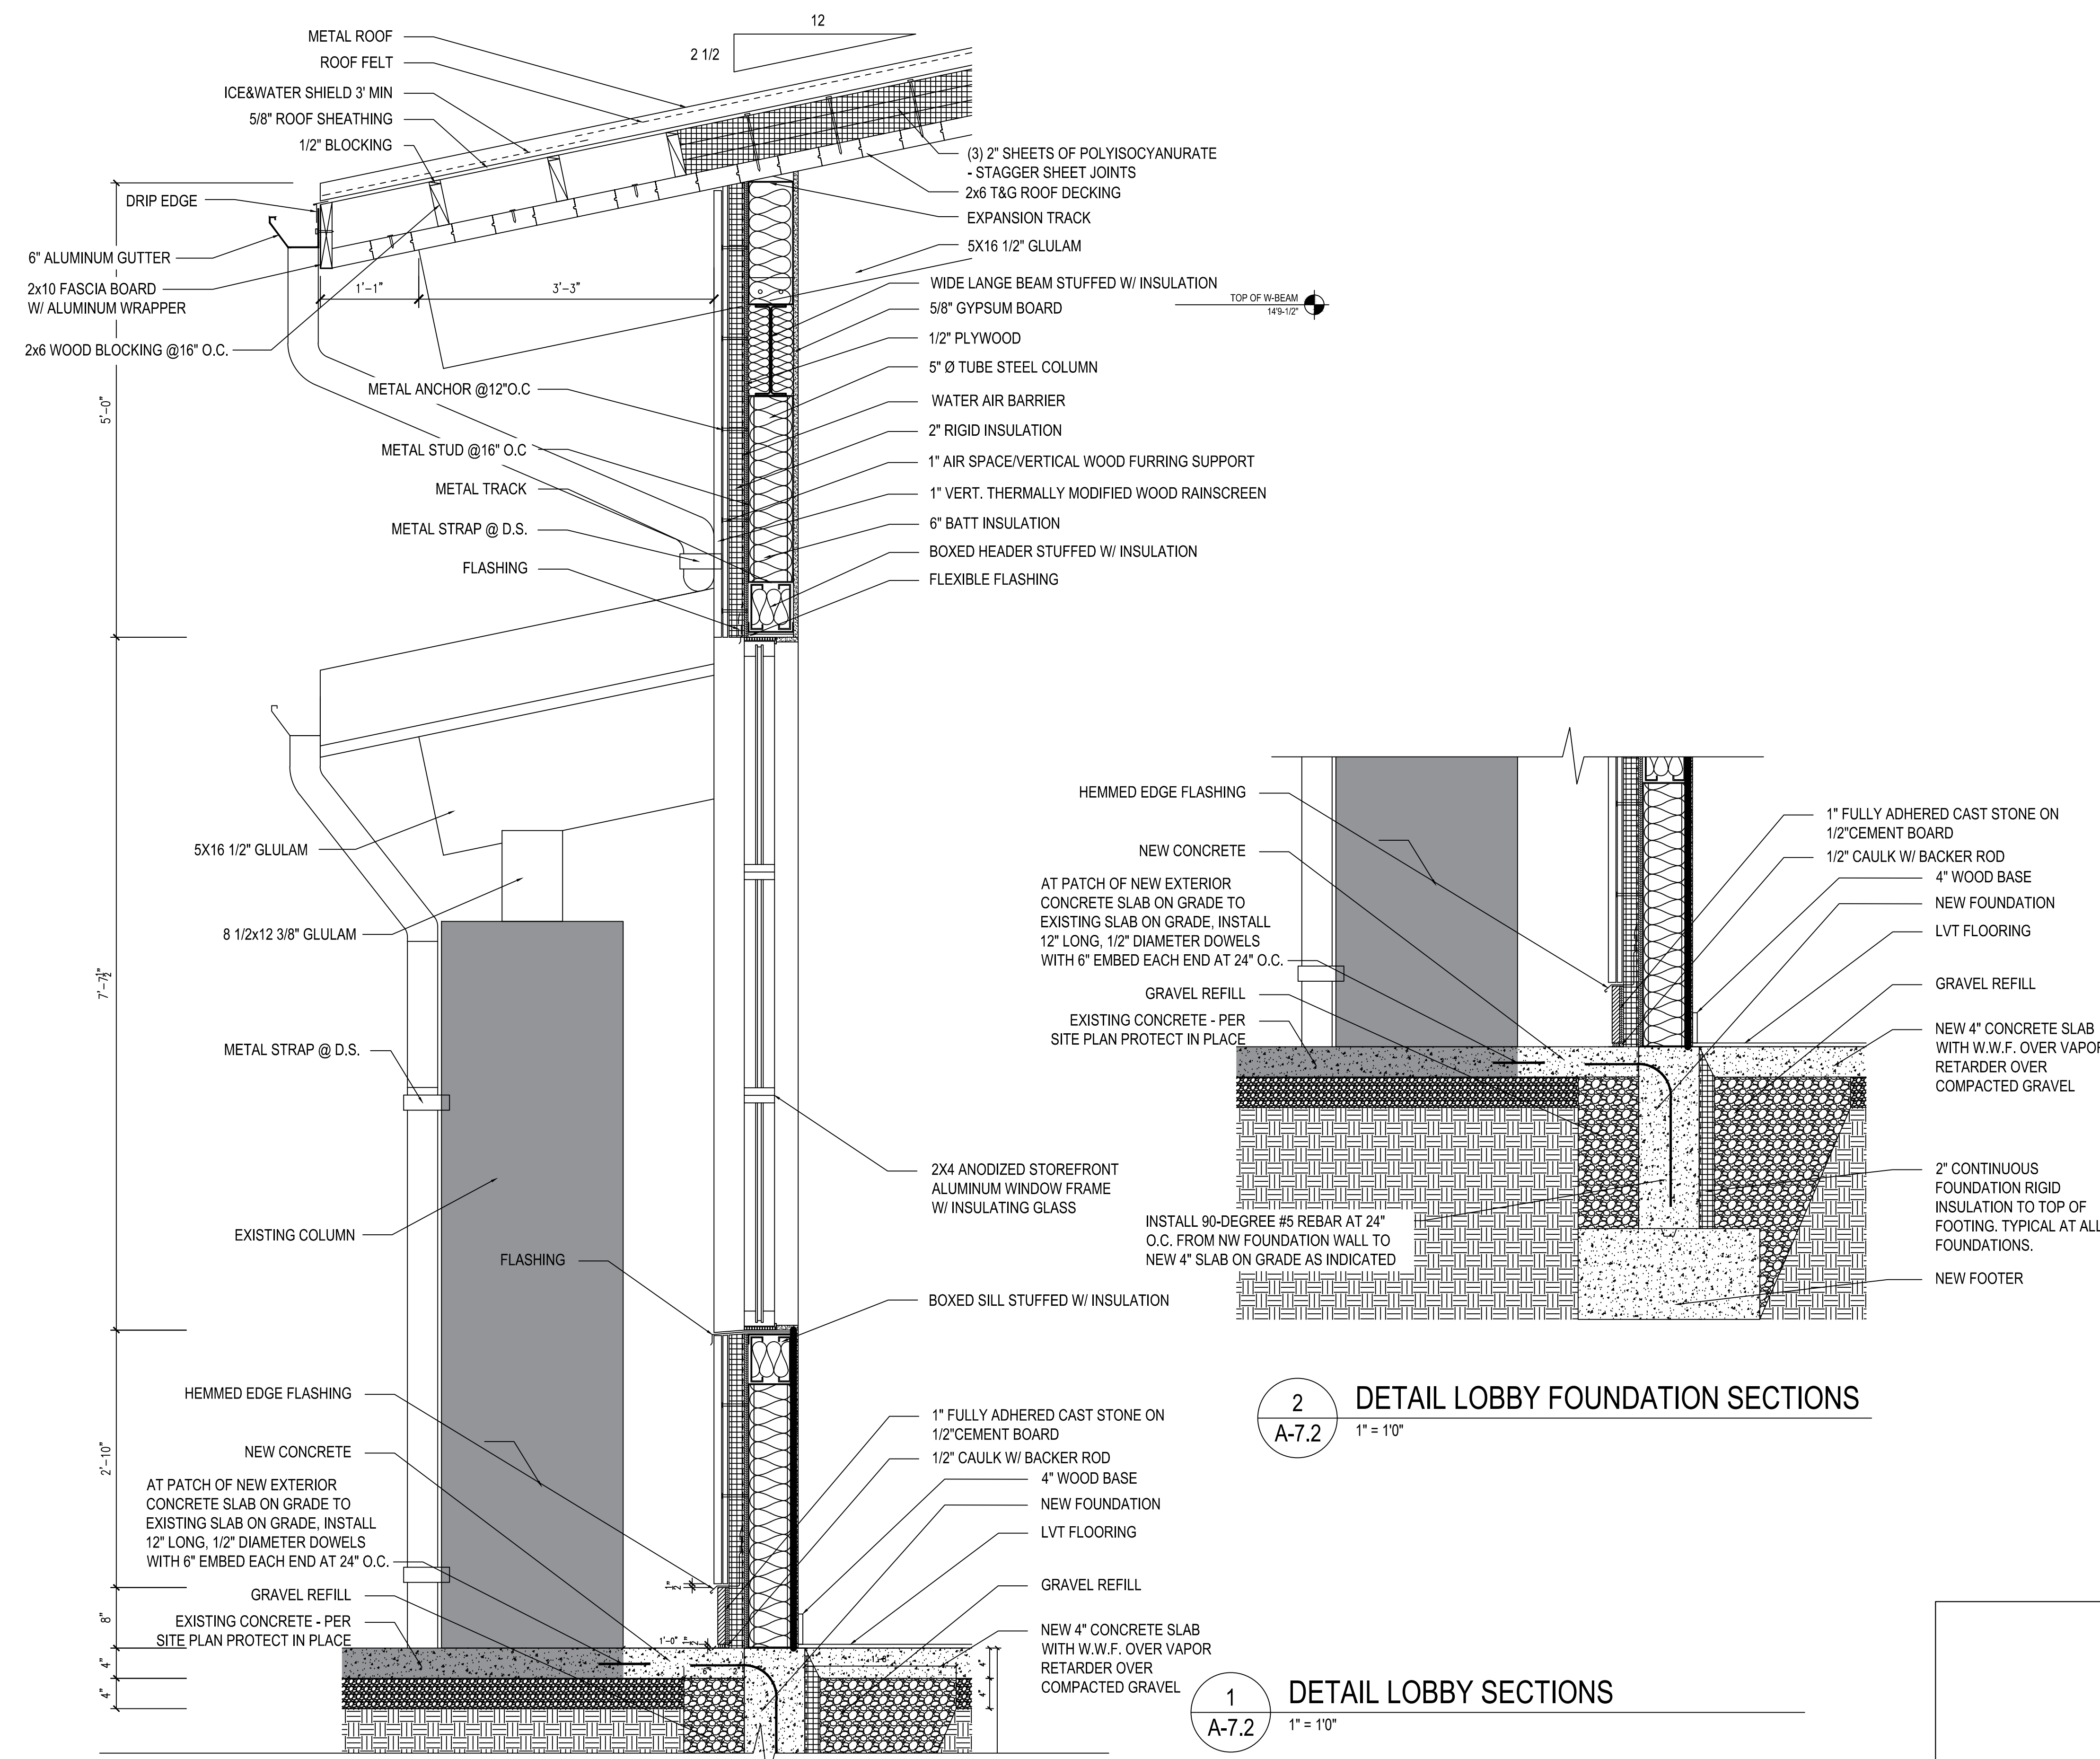 12
2 1/2
METAL ROOF
ROOF FELT
ICE&WATER SHIELD 3' MIN
5/8" ROOF SHEATHING
1/2" BLOCKING
DRIP EDGE
6" ALUMINUM GUTTER
2x10 FASCIA BOARD
W/ ALUMINUM WRAPPER
2x6 WOOD BLOCKING @16" O.C.
1'-1"
3'-3"
5'-0"
METAL ANCHOR @12"O.C
METAL STUD @16" O.C
METAL TRACK
METAL STRAP @ D.S.
FLASHING
(3) 2" SHEETS OF POLYISOCYANURATE
- STAGGER SHEET JOINTS
2x6 T&G ROOF DECKING
EXPANSION TRACK
5X16 1/2" GLULAM
WIDE LANGE BEAM STUFFED W/ INSULATION
5/8" GYPSUM BOARD
1/2" PLYWOOD
5" Ø TUBE STEEL COLUMN
WATER AIR BARRIER
2" RIGID INSULATION
1" AIR SPACE/VERTICAL WOOD FURRING SUPPORT
1" VERT. THERMALLY MODIFIED WOOD RAINSCREEN
6" BATT INSULATION
BOXED HEADER STUFFED W/ INSULATION
FLEXIBLE FLASHING
TOP OF W-BEAM
14'9-1/2"
5X16 1/2" GLULAM
8 1/2x12 3/8" GLULAM
7'-7½"
METAL STRAP @ D.S.
EXISTING COLUMN
FLASHING
2X4 ANODIZED STOREFRONT
ALUMINUM WINDOW FRAME
W/ INSULATING GLASS
BOXED SILL STUFFED W/ INSULATION
2'-10"
HEMMED EDGE FLASHING
NEW CONCRETE
AT PATCH OF NEW EXTERIOR
CONCRETE SLAB ON GRADE TO
EXISTING SLAB ON GRADE, INSTALL
12" LONG, 1/2" DIAMETER DOWELS
WITH 6" EMBED EACH END AT 24" O.C.
GRAVEL REFILL
EXISTING CONCRETE - PER
SITE PLAN PROTECT IN PLACE
8"
4"
4"
½"
1'-0"
½"
6"
2"
4"
4"
1" FULLY ADHERED CAST STONE ON
1/2"CEMENT BOARD
1/2" CAULK W/ BACKER ROD
4" WOOD BASE
NEW FOUNDATION
LVT FLOORING
GRAVEL REFILL
NEW 4" CONCRETE SLAB
WITH W.W.F. OVER VAPOR
RETARDER OVER
COMPACTED GRAVEL
1
A-7.2
DETAIL LOBBY SECTIONS
1" = 1'0"
HEMMED EDGE FLASHING
NEW CONCRETE
AT PATCH OF NEW EXTERIOR
CONCRETE SLAB ON GRADE TO
EXISTING SLAB ON GRADE, INSTALL
12" LONG, 1/2" DIAMETER DOWELS
WITH 6" EMBED EACH END AT 24" O.C.
GRAVEL REFILL
EXISTING CONCRETE - PER
SITE PLAN PROTECT IN PLACE
INSTALL 90-DEGREE #5 REBAR AT 24"
O.C. FROM NW FOUNDATION WALL TO
NEW 4" SLAB ON GRADE AS INDICATED
1" FULLY ADHERED CAST STONE ON
1/2"CEMENT BOARD
1/2" CAULK W/ BACKER ROD
4" WOOD BASE
NEW FOUNDATION
LVT FLOORING
GRAVEL REFILL
NEW 4" CONCRETE SLAB
WITH W.W.F. OVER VAPOR
RETARDER OVER
COMPACTED GRAVEL
2" CONTINUOUS
FOUNDATION RIGID
INSULATION TO TOP OF
FOOTING. TYPICAL AT ALL
FOUNDATIONS.
NEW FOOTER
2
A-7.2
DETAIL LOBBY FOUNDATION SECTIONS
1" = 1'0"